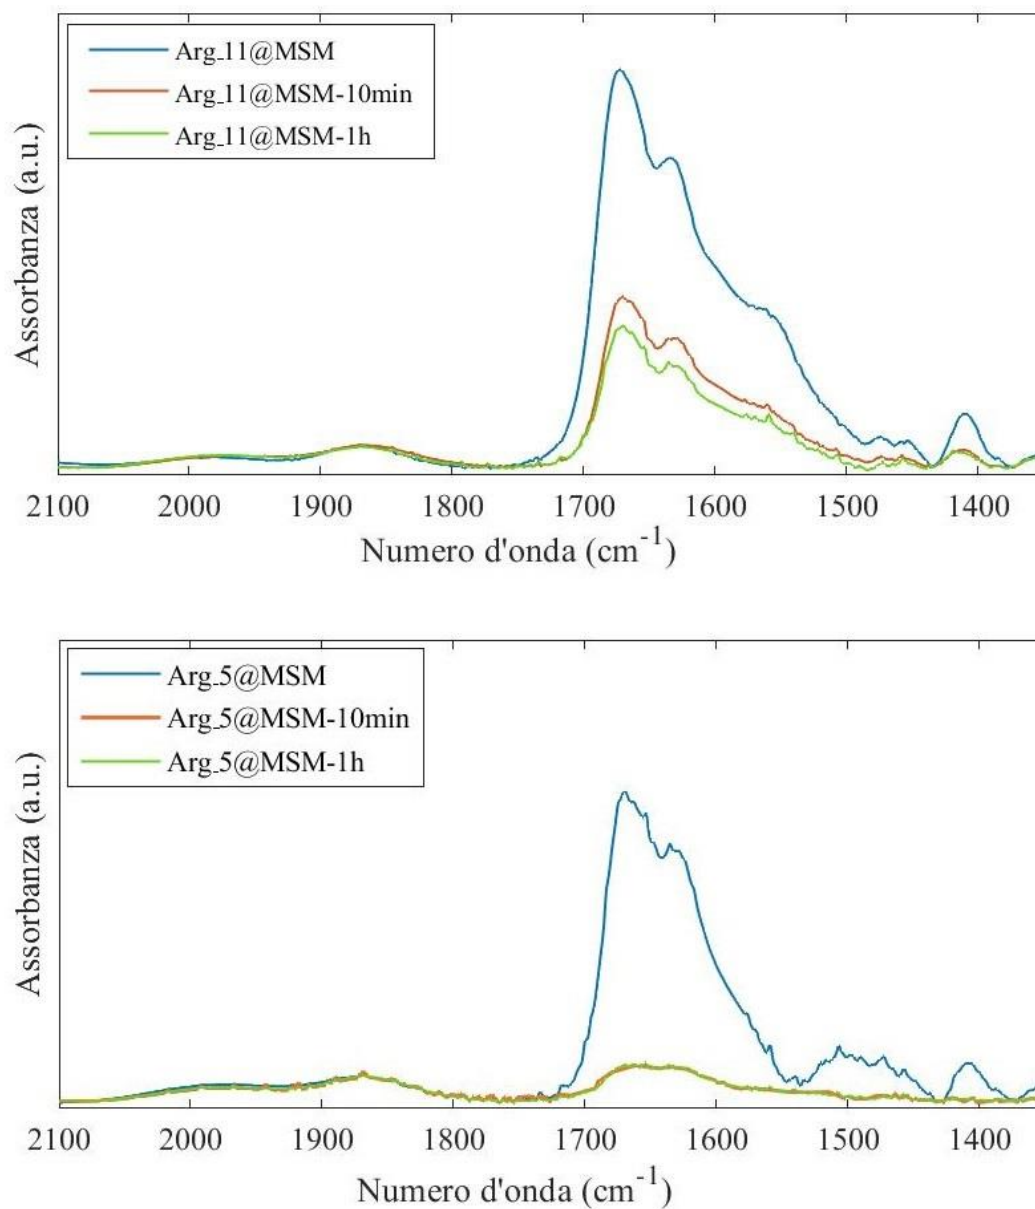 Arg_11@MSM
Arg_11@MSM-10min
Arg_11@MSM-1h
Assorbanza (a.u.)
2100 2000 1900 1800 1700 1600 1500 1400
Numero d'onda (cm⁻¹)
Arg_5@MSM
Arg_5@MSM-10min
Arg_5@MSM-1h
Assorbanza (a.u.)
2100 2000 1900 1800 1700 1600 1500 1400
Numero d'onda (cm⁻¹)